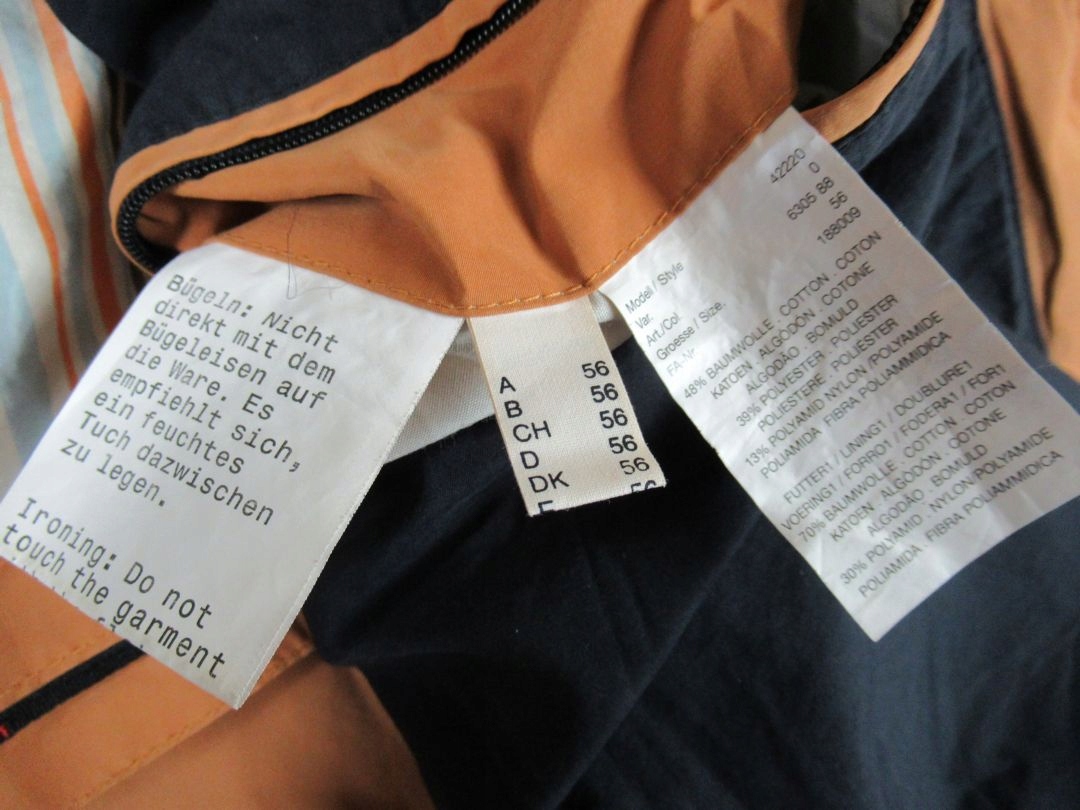 Bügeln: Nicht
direkt mit dem
Bügeleisen auf
die Ware. Es
empfiehlt sich,
ein feuchtes
Tuch dazwischen
zu legen.
Ironing: Do not
touch the garment
A 56
B 56
CH 56
D 56
DK 56
Modell / Style 42220
Var. 0
Art./Col. 6305 88
Groesse / Size. 56
FA-Nr. 188009
48% BAUMWOLLE . COTTON . COTON
KATOEN ALGODON . COTONE
ALGODÃO . BOMULD
39% POLYESTER POLIESTER
POLIESTERE . POLIÉSTER
13% POLYAMID NYLON /POLYAMIDE
POLIAMID FIBRA POLIAMMIDICA
FUTTER1 / LINING1 / DOUBLURE1
VOERING1 / FORRO1 / FODERA1 / FOR1
70% BAUMWOLLE . COTTON COTON
KATOEN ALGODON . COTONE
ALGODÃO . BOMULD
30% POLYAMID . NYLON /POLYAMIDE
POLIAMIDA FIBRA POLIAMMIDICA